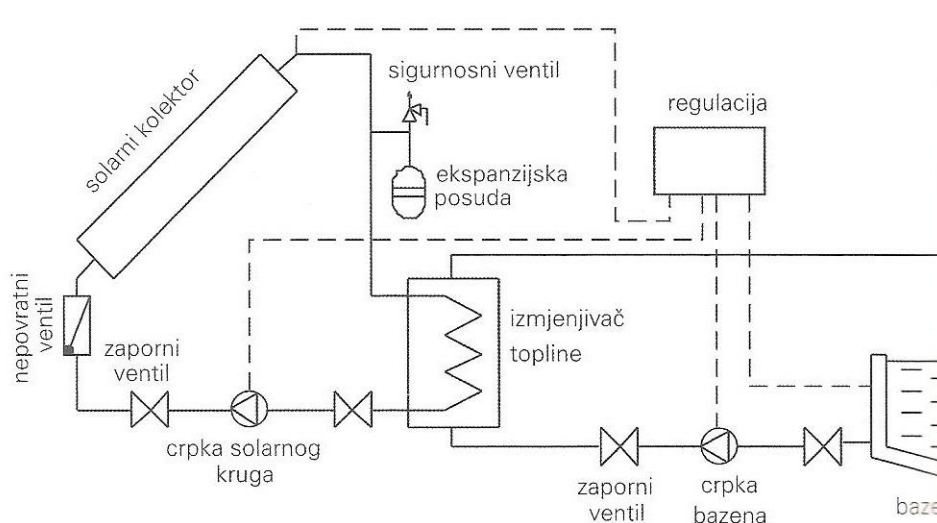 solarni kolektor
sigurnosni ventil
regulacija
ekspanzijska
posuda
nepovratni
ventil
zaporni
ventil
izmjenjivač
topline
crpka solarnog
kruga
zaporni
ventil
crpka
bazena